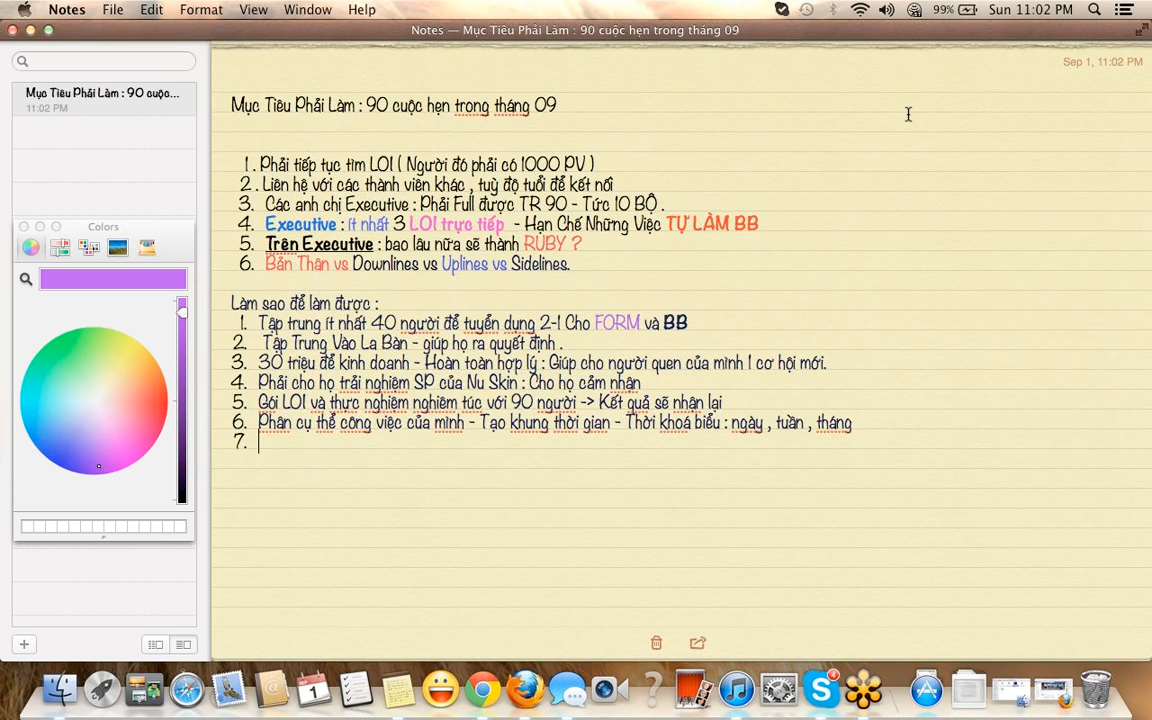 Notes File Edit Format View Window Help 99% Sun 11:02 PM
Notes — Mục Tiêu Phải Làm : 90 cuộc hẹn trong tháng 09
Sep 1, 11:02 PM
Mục Tiêu Phải Làm : 90 cuộc...
11:02 PM
Colors
Mục Tiêu Phải Làm : 90 cuộc hẹn trong tháng 09
1. Phải tiếp tục tìm LOI ( Người đó phải có 1000 PV )
2. Liên hệ với các thành viên khác , tuỳ độ tuổi để kết nối
3. Các anh chị Executive : Phải Full được TR 90 - Tức 10 BỘ .
4. Executive : ít nhất 3 LOI trực tiếp - Hạn Chế Những Việc TỰ LÀM BB
5. Trên Executive : bao lâu nữa sẽ thành RUBY ?
6. Bản Thân vs Downlines vs Uplines vs Sidelines.
Làm sao để làm được :
1. Tập trung ít nhất 40 người để tuyển dụng 2-1 Cho FORM và BB
2. Tập Trung Vào La Bàn - giúp họ ra quyết định .
3. 30 triệu để kinh doanh - Hoàn toàn hợp lý : Giúp cho người quen của mình 1 cơ hội mới.
4. Phải cho họ trải nghiệm SP của Nu Skin : Cho họ cảm nhận
5. Gói LOI và thực nghiệm nghiêm túc với 90 người -> Kết quả sẽ nhận lại
6. Phân cụ thể công việc của mình - Tạo khung thời gian - Thời khoá biểu : ngày , tuần , tháng
7.
1
4